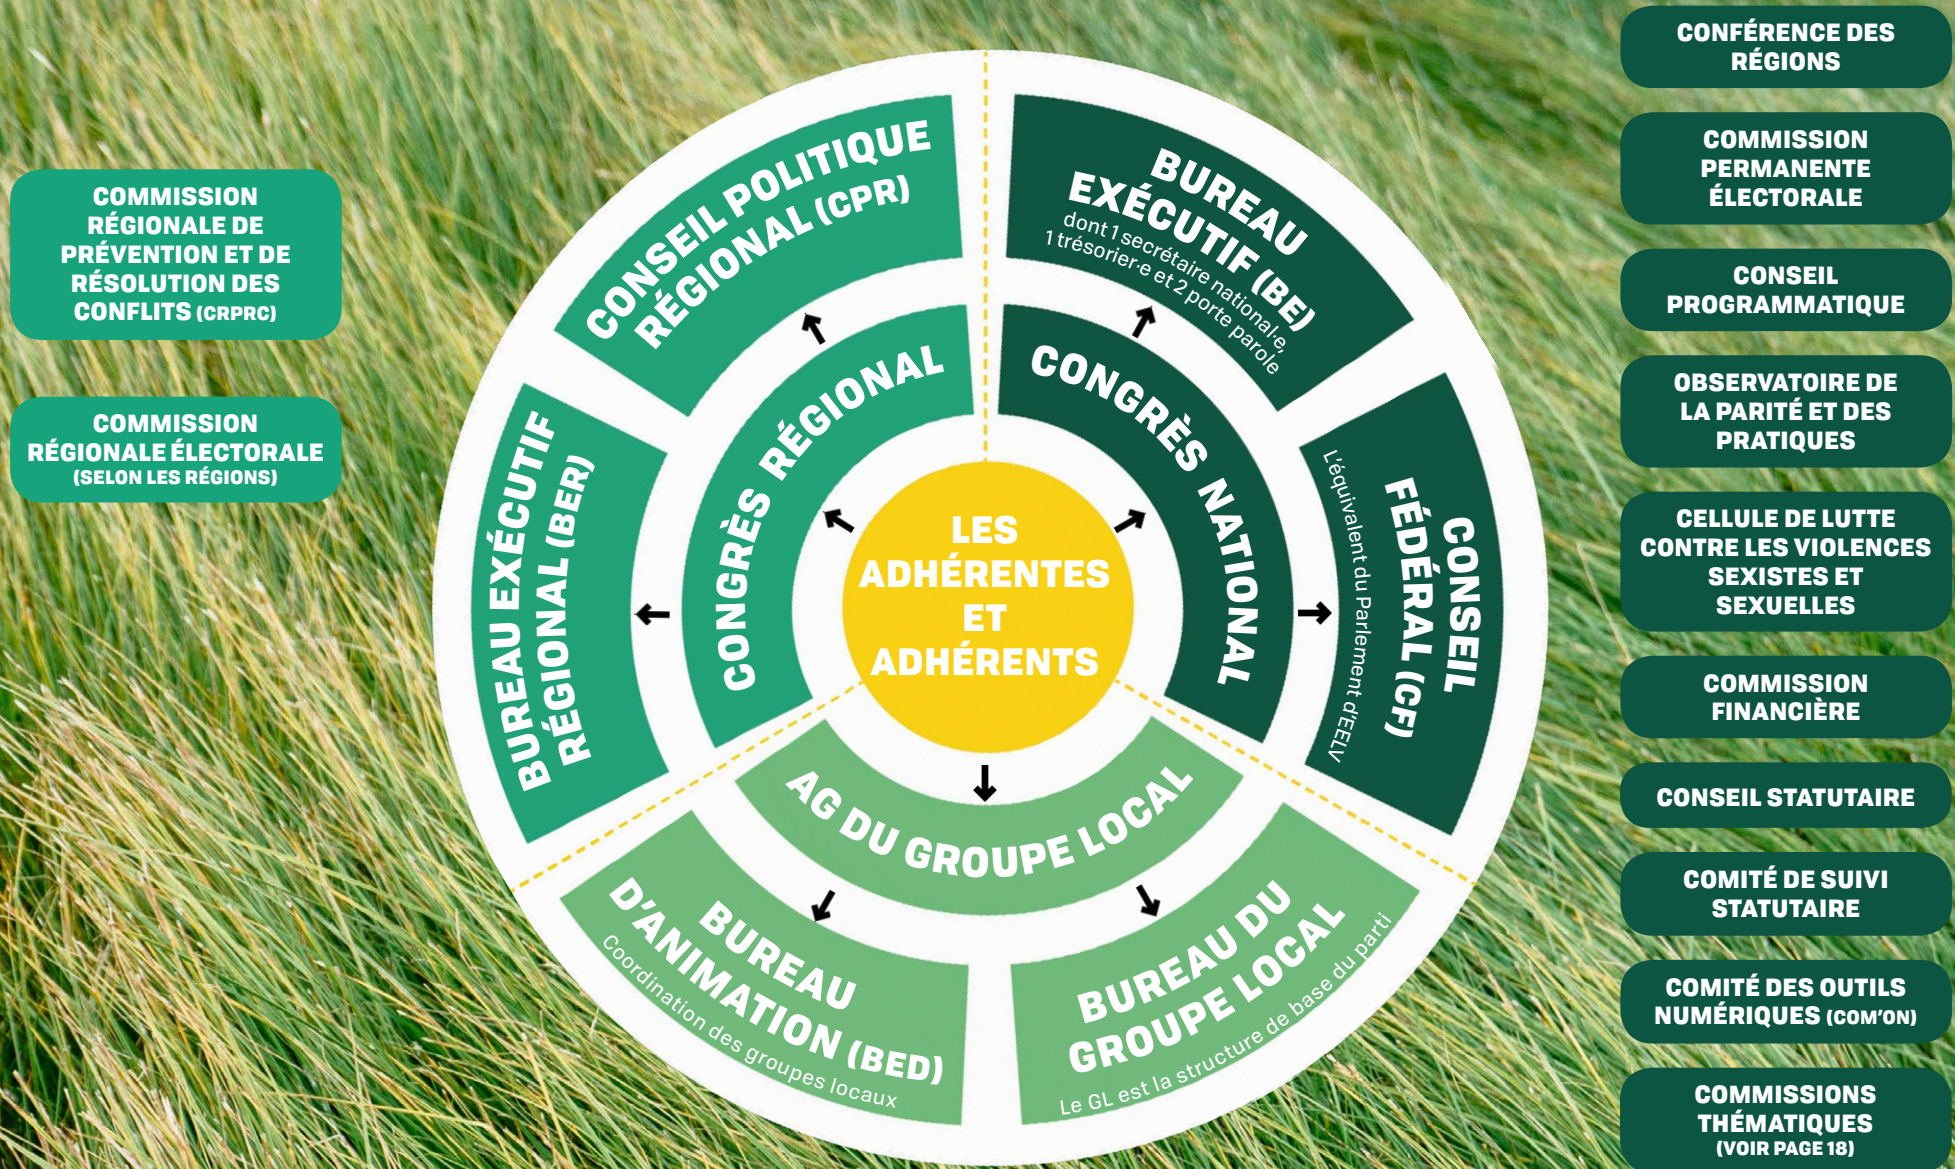 COMMISSION
RÉGIONALE DE
PRÉVENTION ET DE
RÉSOLUTION DES
CONFLITS (CRPRC)
COMMISSION
RÉGIONALE ÉLECTORALE
(SELON LES RÉGIONS)
CONSEIL POLITIQUE
RÉGIONAL (CPR)
BUREAU EXÉCUTIF
RÉGIONAL (BER)
CONGRÈS RÉGIONAL
BUREAU
EXÉCUTIF (BE)
dont 1 secrétaire national·e,
1 trésorier·e et 2 porte parole
CONGRÈS NATIONAL
CONSEIL
FÉDÉRAL (CF)
L'équivalent du Parlement d'EELV
LES
ADHÉRENTES
ET
ADHÉRENTS
AG DU GROUPE LOCAL
BUREAU
D'ANIMATION (BED)
Coordination des groupes locaux
BUREAU DU
GROUPE LOCAL
Le GL est la structure de base du parti
CONFÉRENCE DES
RÉGIONS
COMMISSION
PERMANENTE
ÉLECTORALE
CONSEIL
PROGRAMMATIQUE
OBSERVATOIRE DE
LA PARITÉ ET DES
PRATIQUES
CELLULE DE LUTTE
CONTRE LES VIOLENCES
SEXISTES ET
SEXUELLES
COMMISSION
FINANCIÈRE
CONSEIL STATUTAIRE
COMITÉ DE SUIVI
STATUTAIRE
COMITÉ DES OUTILS
NUMÉRIQUES (COM'ON)
COMMISSIONS
THÉMATIQUES
(VOIR PAGE 18)